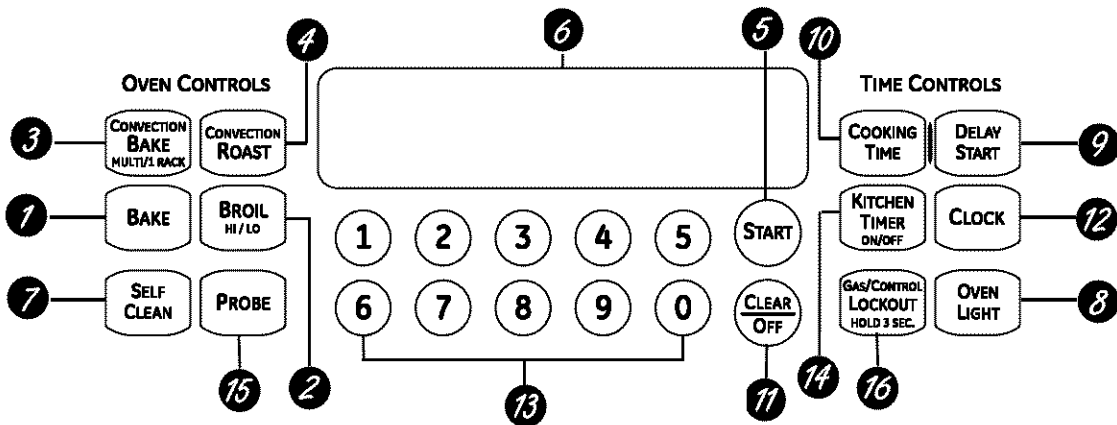 4
6
5
10
OVEN CONTROLS
TIME CONTROLS
3
CONVECTION
BAKE
MULTI/1 RACK
CONVECTION
ROAST
COOKING
TIME
DELAY
START
9
1
BAKE
BROIL
HI / LO
1
2
3
4
5
START
KITCHEN
TIMER
ON/OFF
CLOCK
12
7
SELF
CLEAN
PROBE
6
7
8
9
0
CLEAR
OFF
GAS/CONTROL
LOCKOUT
HOLD 3 SEC.
OVEN
LIGHT
8
15
2
13
11
14
16